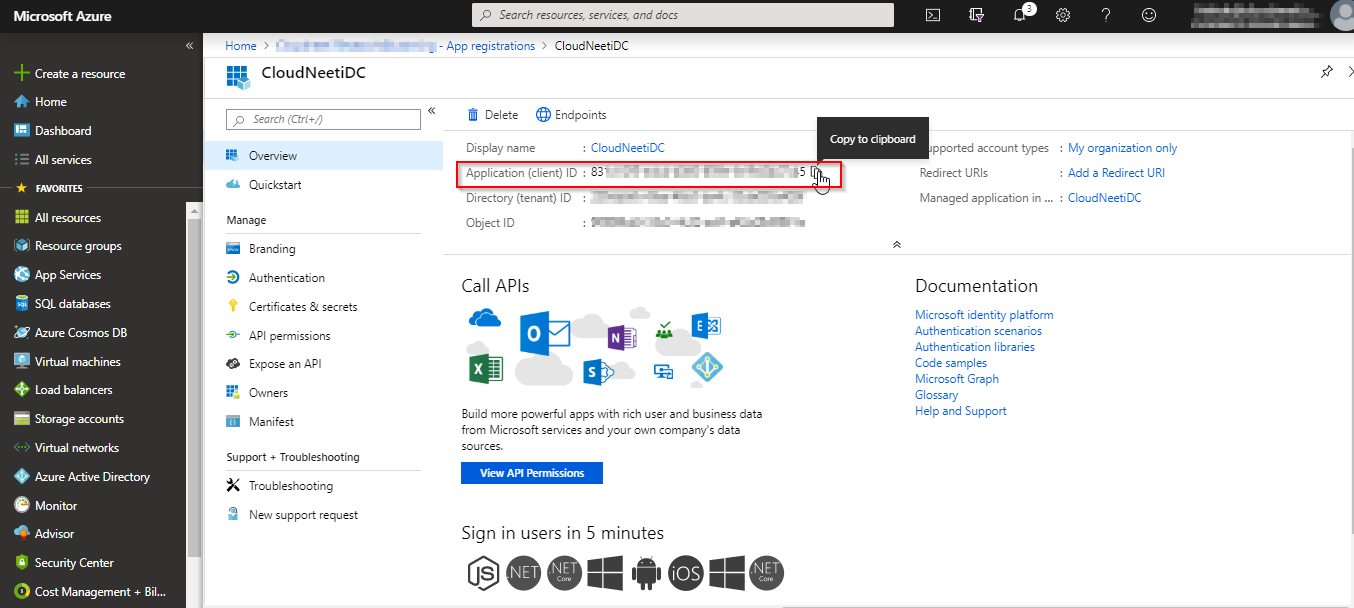 Microsoft Azure
Search resources, services, and docs
3
«
Create a resource
Home
Dashboard
All services
FAVORITES
All resources
Resource groups
App Services
SQL databases
Azure Cosmos DB
Virtual machines
Load balancers
Storage accounts
Virtual networks
Azure Active Directory
Monitor
Advisor
Security Center
Cost Management + Bil...
Home > - App registrations > CloudNeetiDC
CloudNeetiDC
Search (Ctrl+/)
«
Overview
Quickstart
Manage
Branding
Authentication
Certificates & secrets
API permissions
Expose an API
Owners
Manifest
Support + Troubleshooting
Troubleshooting
New support request
Delete Endpoints
Copy to clipboard
Display name : CloudNeetiDC
Application (client) ID : 83
Directory (tenant) ID :
Object ID :
upported account types : My organization only
Redirect URIs : Add a Redirect URI
Managed application in ... : CloudNeetiDC
Call APIs
Build more powerful apps with rich user and business data
from Microsoft services and your own company's data
sources.
View API Permissions
Documentation
Microsoft identity platform
Authentication scenarios
Authentication libraries
Code samples
Microsoft Graph
Glossary
Help and Support
Sign in users in 5 minutes
JS .NET .NET Core iOS .NET Core